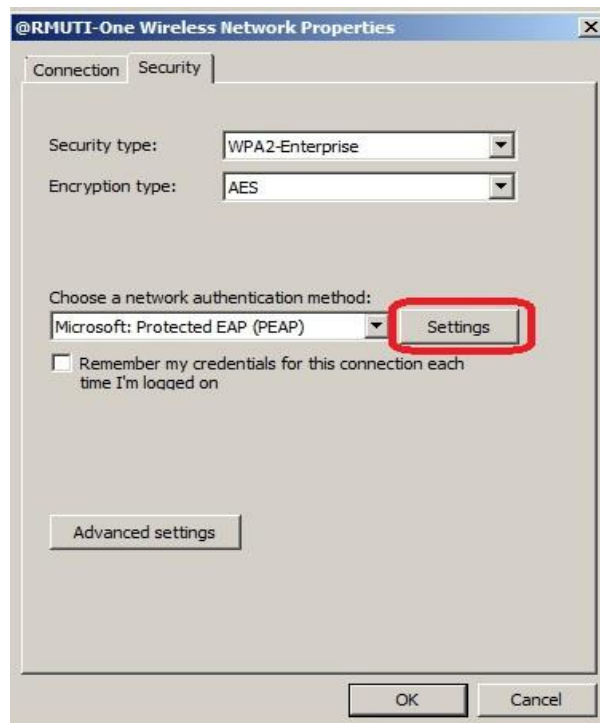 @RMUTI-One Wireless Network Properties
Connection
Security
Security type:
WPA2-Enterprise
Encryption type:
AES
Choose a network authentication method:
Microsoft: Protected EAP (PEAP)
Settings
Remember my credentials for this connection each
time I'm logged on
Advanced settings
OK
Cancel